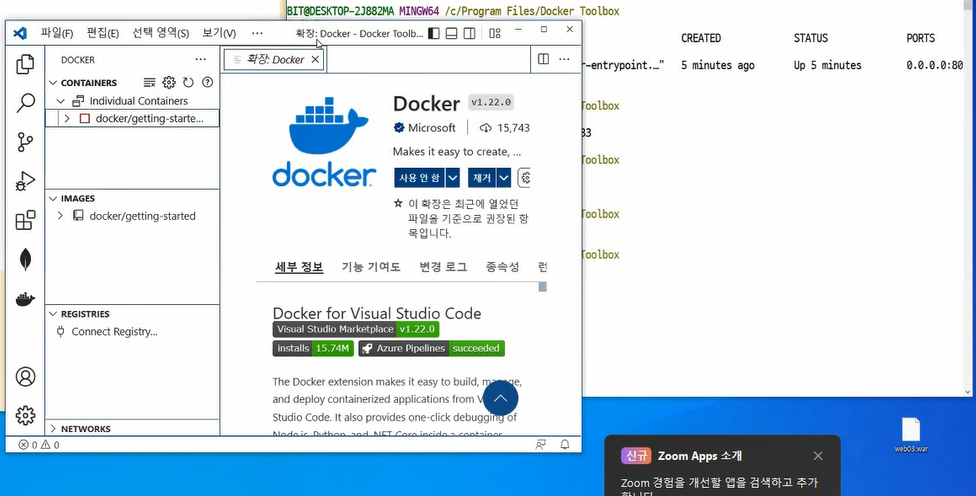 BIT@DESKTOP-2J882MA MINGW64 /c/Program Files/Docker Toolbox
CREATED STATUS PORTS
r-entrypoint.…" 5 minutes ago Up 5 minutes 0.0.0.0:80
Toolbox
33
Toolbox
Toolbox
Toolbox
파일(F) 편집(E) 선택 영역(S) 보기(V) ··· 확장: Docker - Docker Toolb...
DOCKER ···
CONTAINERS
Individual Containers
docker/getting-starte...
IMAGES
docker/getting-started
REGISTRIES
Connect Registry...
NETWORKS
0 0
확장: Docker
docker
Docker v1.22.0
Microsoft 15,743
Makes it easy to create, ...
사용 안 함 제거
이 확장은 최근에 열었던
파일을 기준으로 권장된 항
목입니다.
세부 정보 기능 기여도 변경 로그 종속성 런
Docker for Visual Studio Code
Visual Studio Marketplace v1.22.0
installs 15.74M Azure Pipelines succeeded
The Docker extension makes it easy to build, manage,
and deploy containerized applications from
Studio Code. It also provides one-click debugging of
Node.js, Python, and .NET Core inside a container.
web03.war
신규 Zoom Apps 소개
Zoom 경험을 개선할 앱을 검색하고 추가
합니다.